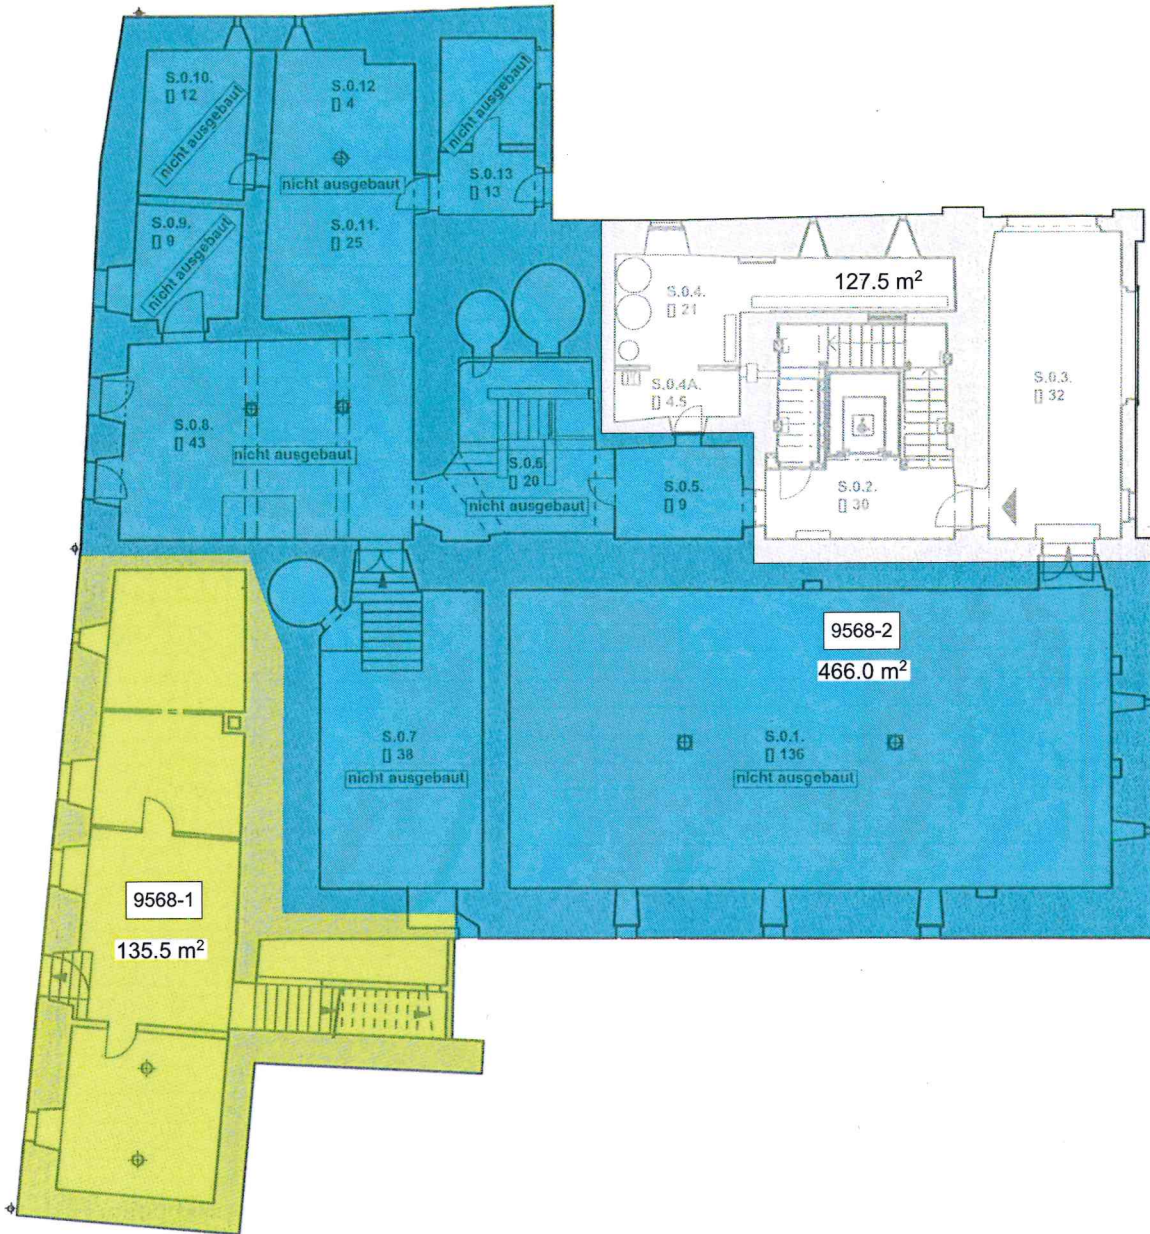 S.0.10.
▯ 12
nicht ausgebaut
S.0.12
▯ 4
nicht ausgebaut
nicht ausgebaut
S.0.13
▯ 13
S.0.9.
▯ 9
nicht ausgebaut
S.0.11.
▯ 25
S.0.4.
▯ 21
127.5 m²
S.0.4A.
▯ 4.5
S.0.3.
▯ 32
S.0.8.
▯ 43
nicht ausgebaut
S.0.6
▯ 20
nicht ausgebaut
S.0.5.
▯ 9
S.0.2.
▯ 30
9568-2
466.0 m²
S.0.7
▯ 38
nicht ausgebaut
S.0.1.
▯ 136
nicht ausgebaut
9568-1
135.5 m²